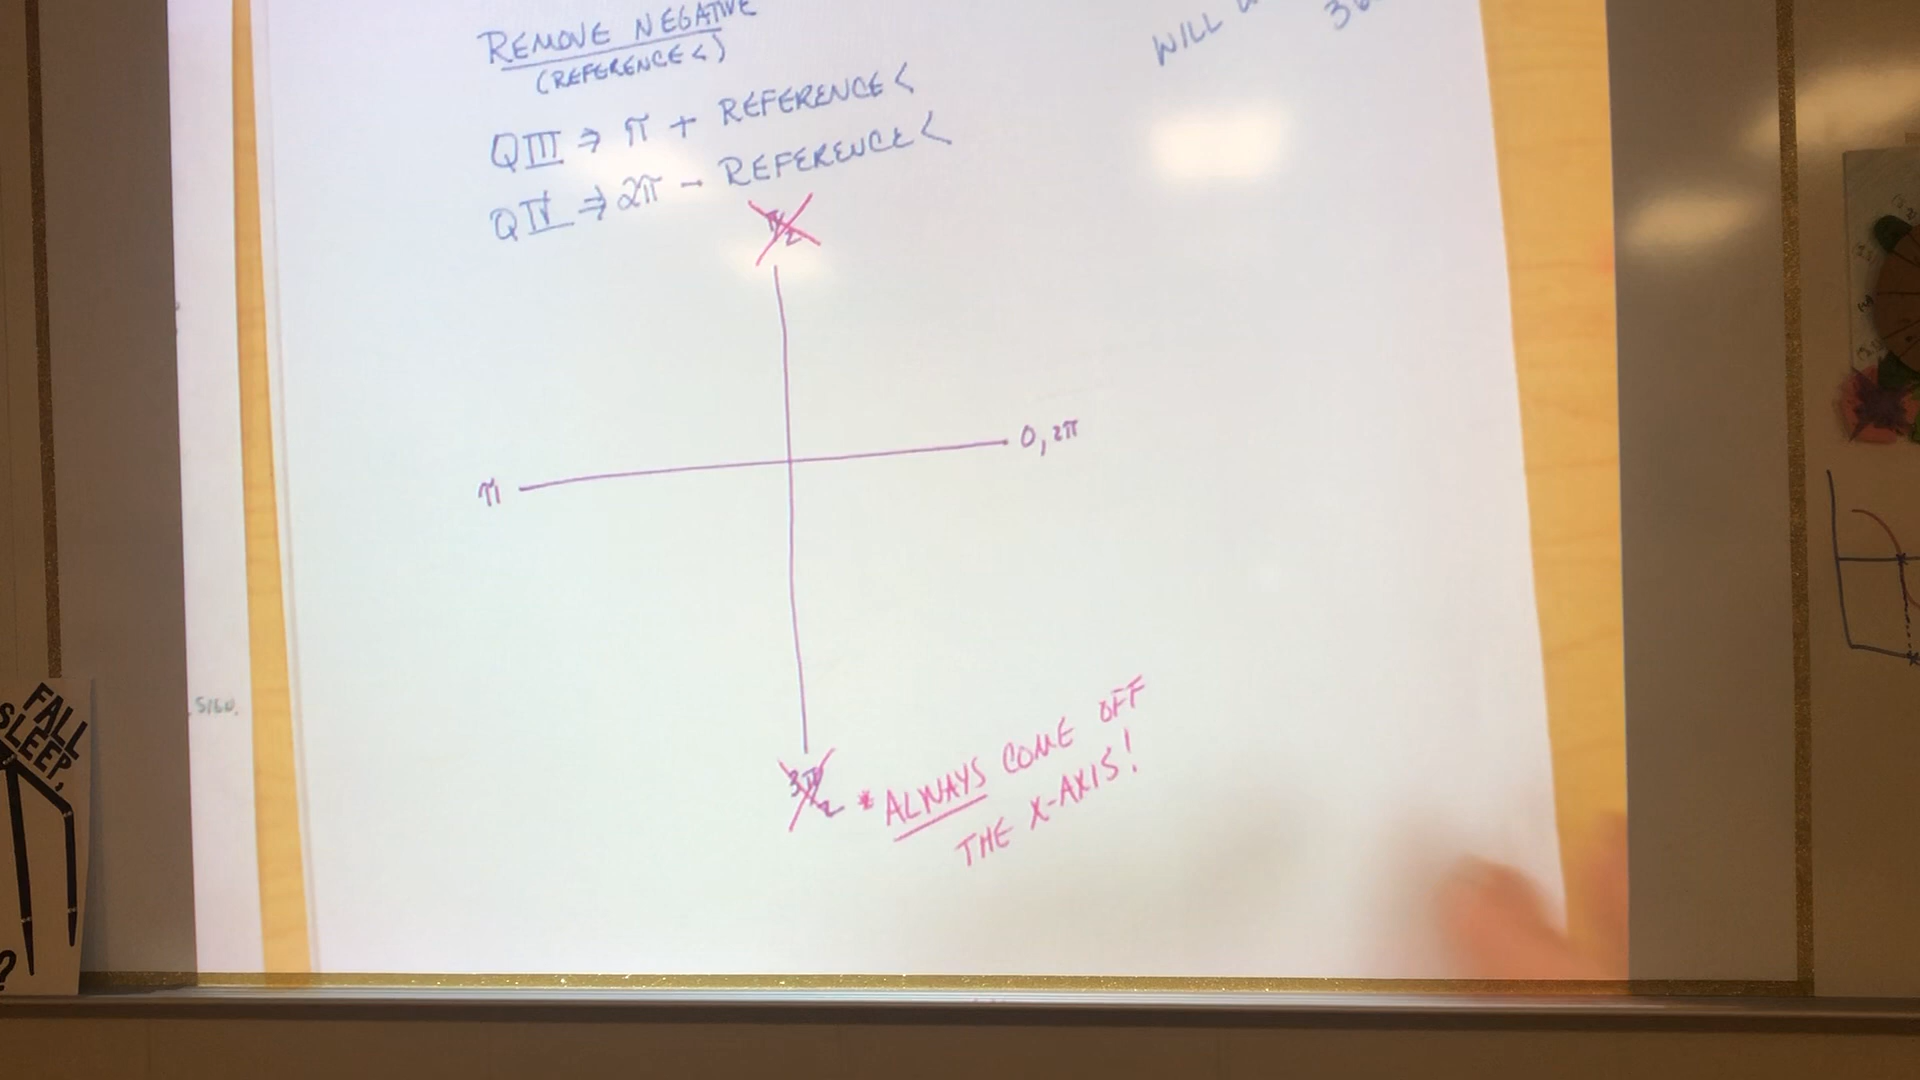 REMOVE NEGATIVE
(REFERENCE <)
QIII ⇒ π + REFERENCE <
QIV ⇒ 2π - REFERENCE <
WILL
π/2
0, 2π
π
3π/2
* ALWAYS COME OFF
THE X-AXIS!
FALL
SLEEP,
?